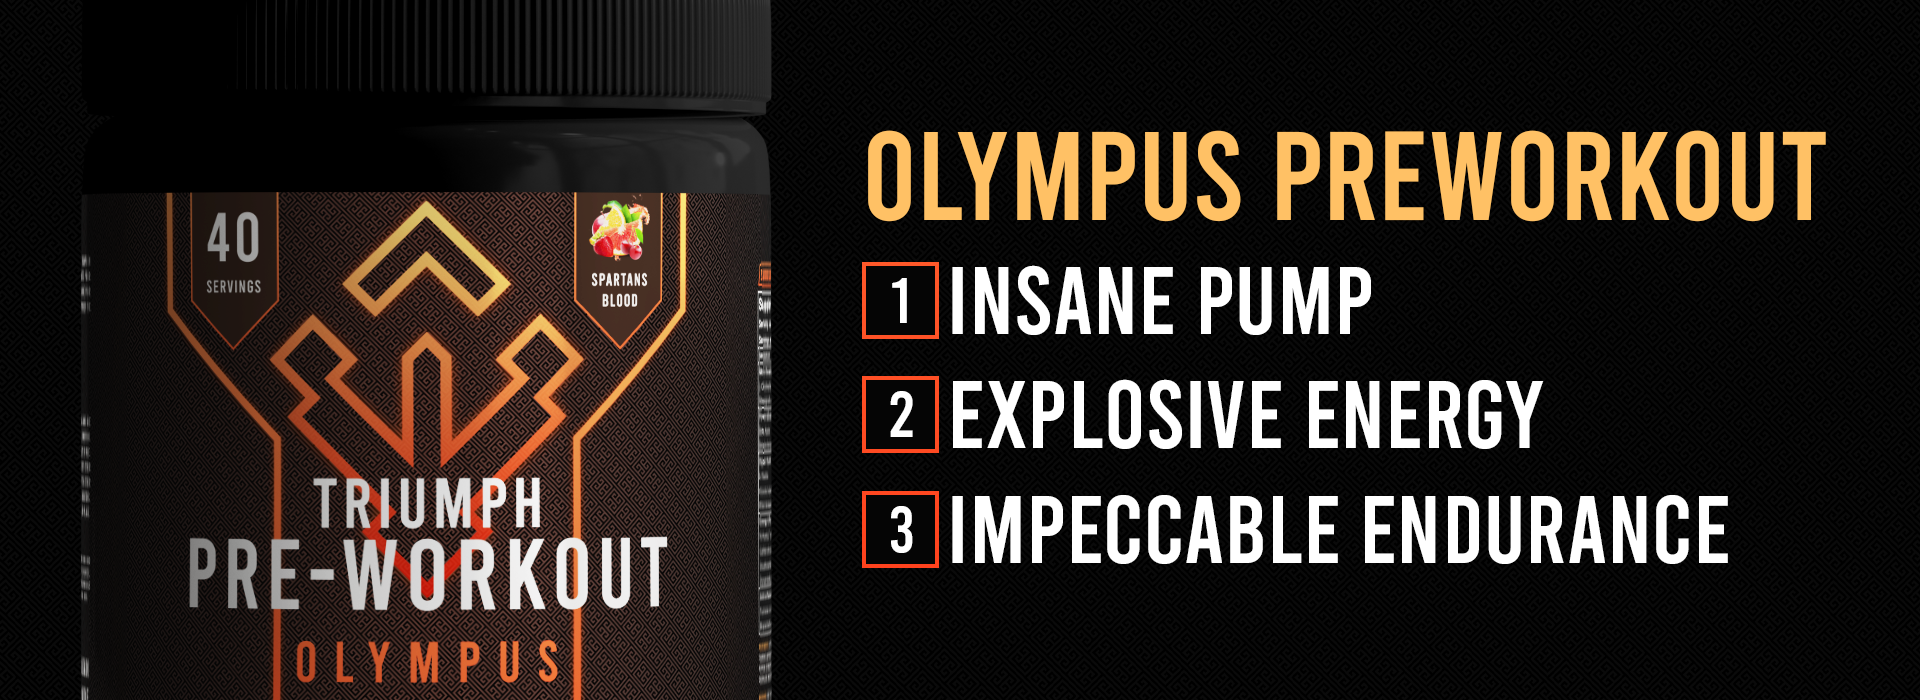 40
SERVINGS
SPARTANS
BLOOD
TRIUMPH
PRE-WORKOUT
OLYMPUS
OLYMPUS PREWORKOUT
1 INSANE PUMP
2 EXPLOSIVE ENERGY
3 IMPECCABLE ENDURANCE